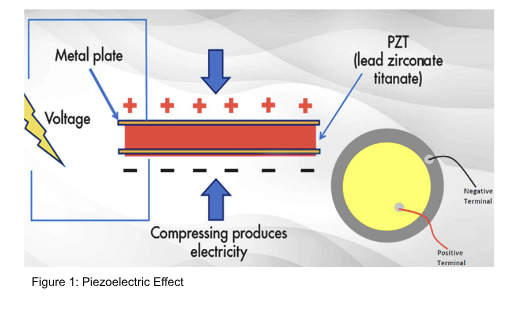 Metal plate
PZT
(lead zirconate
titanate)
+ + + + + +
Voltage
- - - - - -
Negative
Terminal
Compressing produces
electricity
Positive
Terminal
Figure 1: Piezoelectric Effect